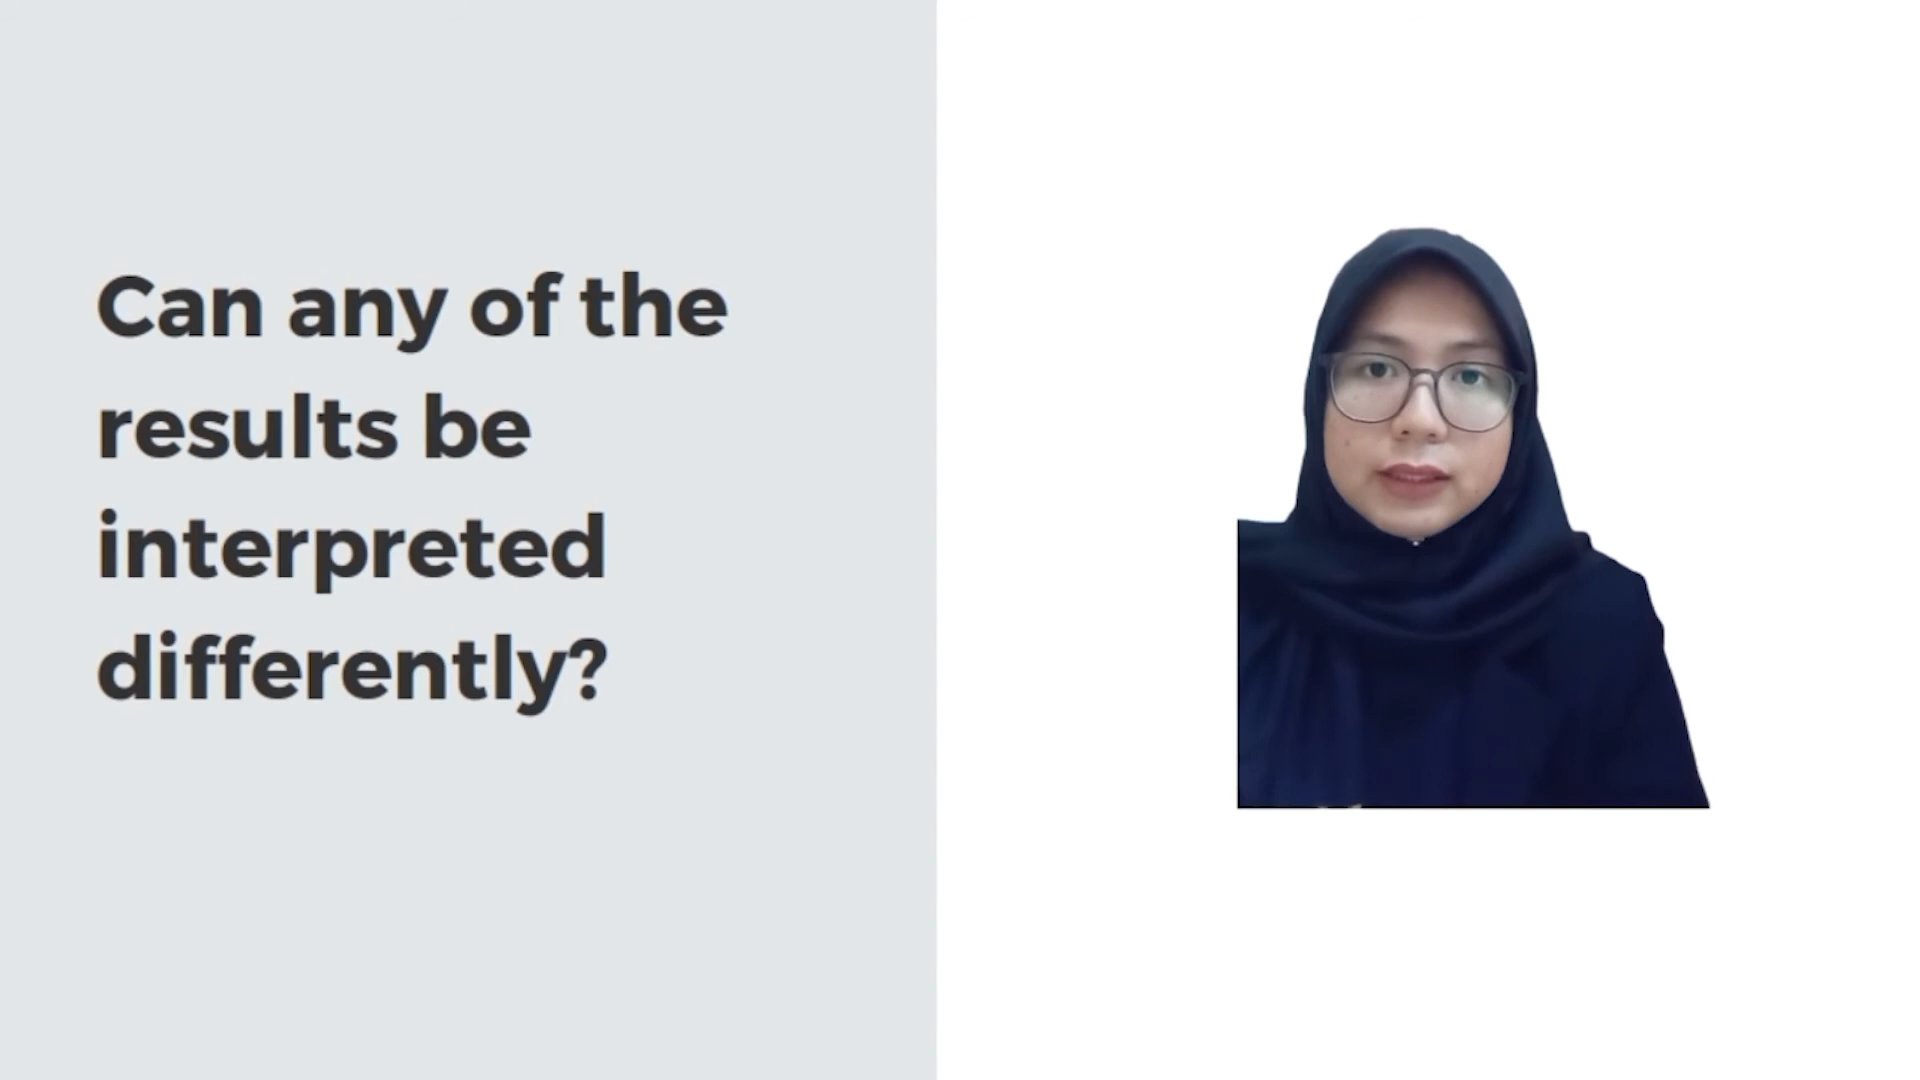 Can any of the
results be
interpreted
differently?